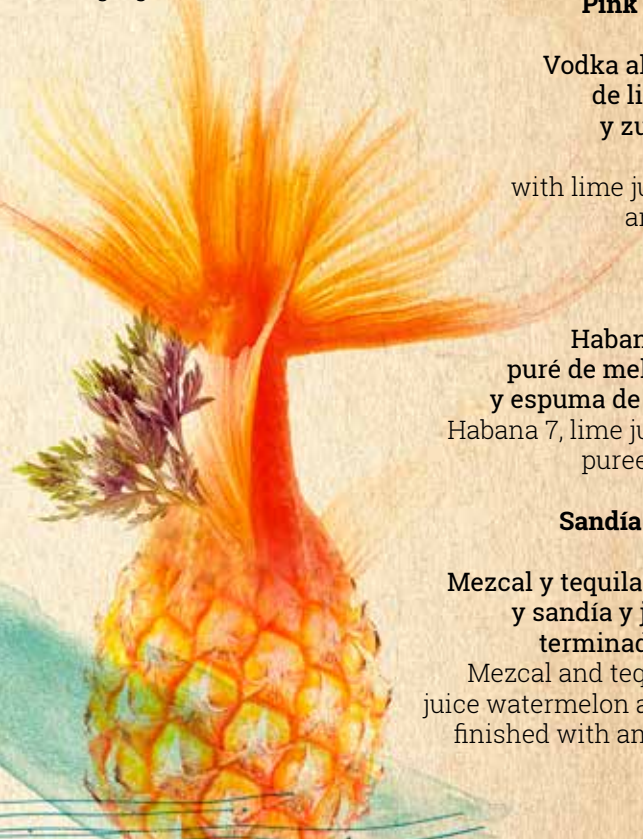 Pink
Vodka al
de li
y zu
with lime ju
ar
Haban
puré de mel
y espuma de
Habana 7, lime ju
puree
Sandía
Mezcal y tequila
y sandía y j
terminad
Mezcal and teq
juice watermelon a
finished with an